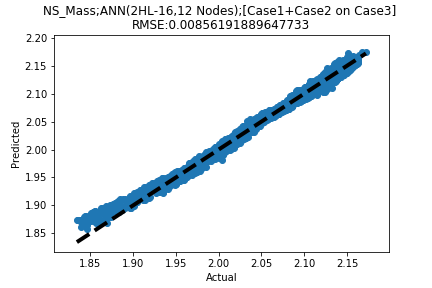 NS_Mass;ANN(2HL-16,12 Nodes);[Case1+Case2 on Case3]
RMSE:0.00856191889647733
2.20
2.15
2.10
2.05
2.00
1.95
1.90
1.85
Predicted
1.85 1.90 1.95 2.00 2.05 2.10 2.15
Actual